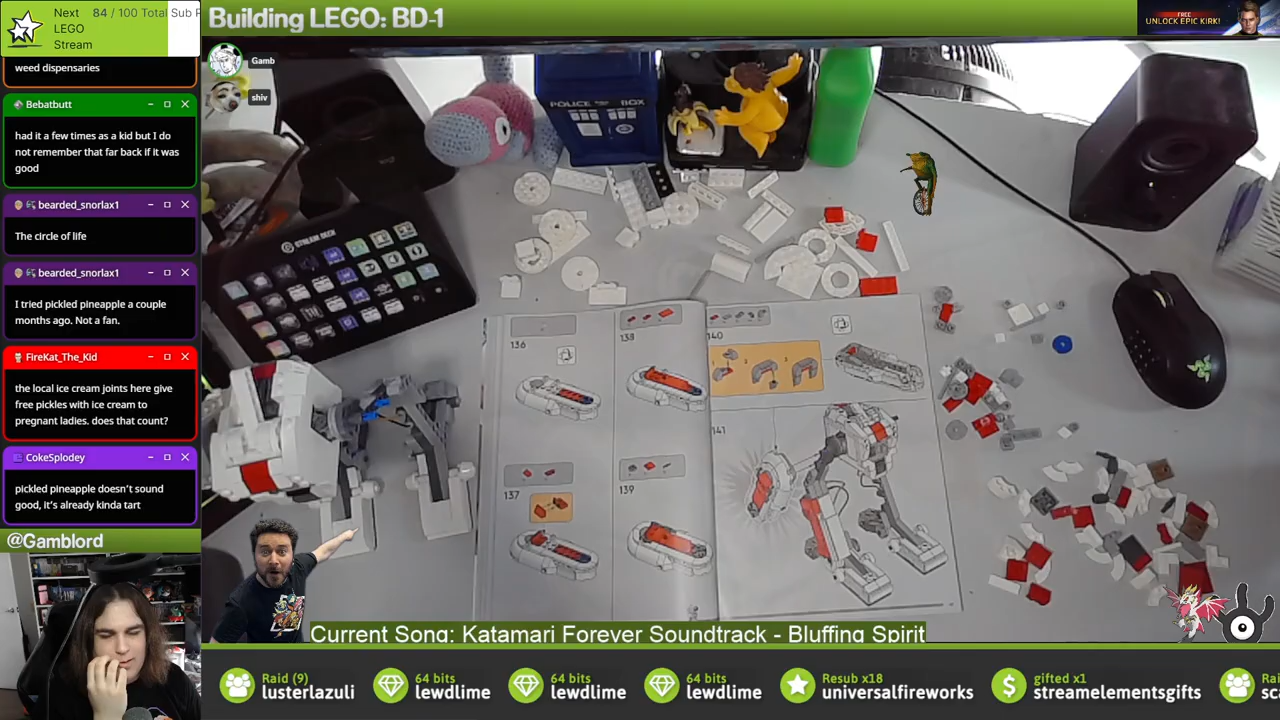 Next
LEGO
Stream
84 / 100 Total Sub
Building LEGO: BD-1
FREE
UNLOCK EPIC KIRK!
weed dispensaries
Bebatbutt
had it a few times as a kid but I do
not remember that far back if it was
good
bearded_snorlax1
The circle of life
bearded_snorlax1
I tried pickled pineapple a couple
months ago. Not a fan.
FireKat_The_Kid
the local ice cream joints here give
free pickles with ice cream to
pregnant ladies. does that count?
CokeSplodey
pickled pineapple doesn't sound
good, it's already kinda tart
@Gamblord
Gamb
shiv
POLICE BOX
STREAM DECK
136
138
140
137
139
141
Current Song: Katamari Forever Soundtrack - Bluffing Spirit
Raid (9)
lusterlazuli
64 bits
lewdlime
64 bits
lewdlime
64 bits
lewdlime
Resub x18
universalfireworks
gifted x1
streamelementsgifts